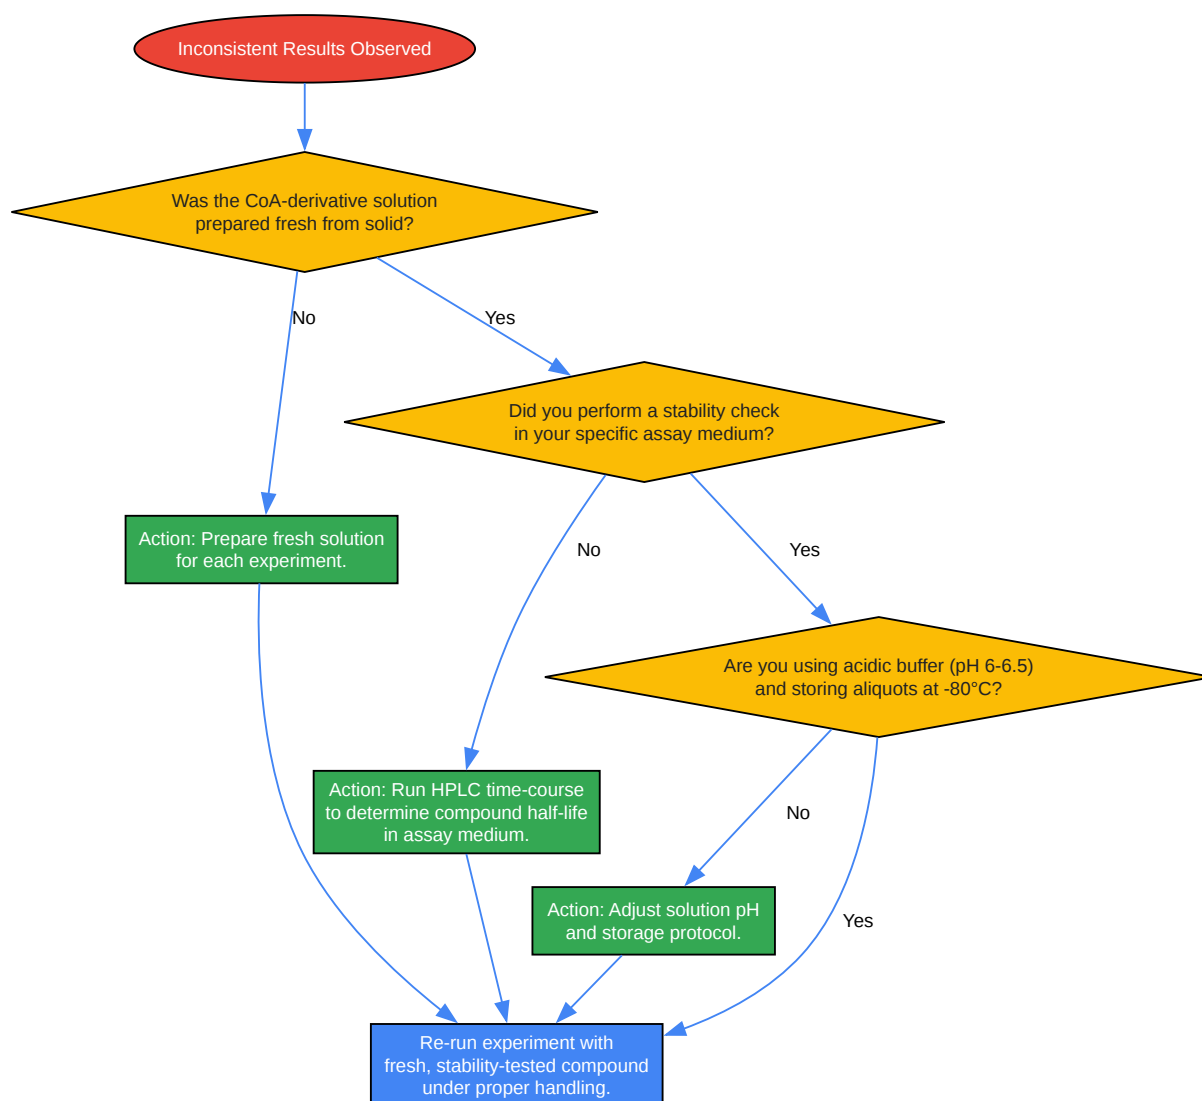 Inconsistent Results Observed
Was the CoA-derivative solution
prepared fresh from solid?
No
Yes
Did you perform a stability check
in your specific assay medium?
Action: Prepare fresh solution
for each experiment.
No
Yes
Are you using acidic buffer (pH 6-6.5)
and storing aliquots at -80°C?
Action: Run HPLC time-course
to determine compound half-life
in assay medium.
No
Action: Adjust solution pH
and storage protocol.
Yes
Re-run experiment with
fresh, stability-tested compound
under proper handling.